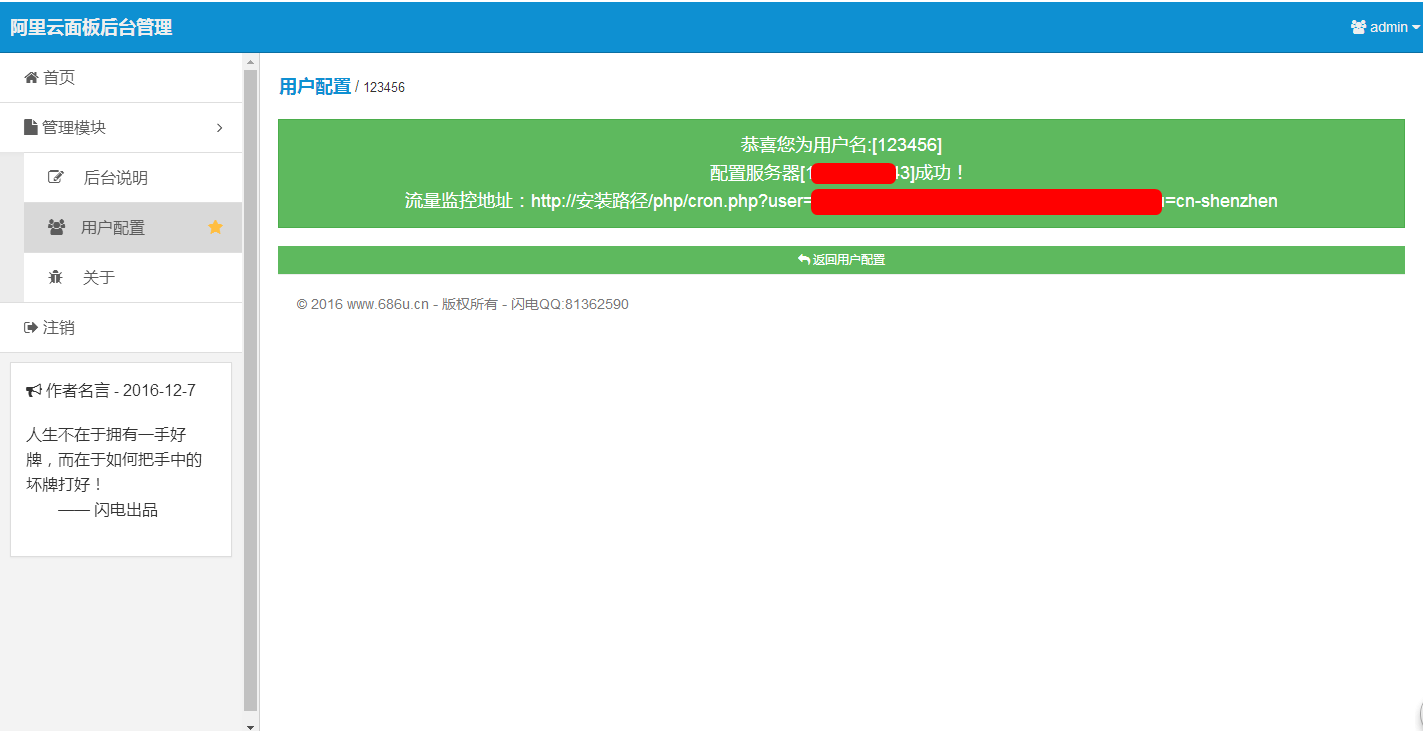 阿里云面板后台管理
admin
首页
管理模块
后台说明
用户配置
关于
注销
作者名言 - 2016-12-7
人生不在于拥有一手好
牌，而在于如何把手中的
坏牌打好！
—— 闪电出品
用户配置 / 123456
恭喜您为用户名:[123456]
配置服务器[1 43]成功！
流量监控地址：http://安装路径/php/cron.php?user= =cn-shenzhen
返回用户配置
© 2016 www.686u.cn - 版权所有 - 闪电QQ:81362590